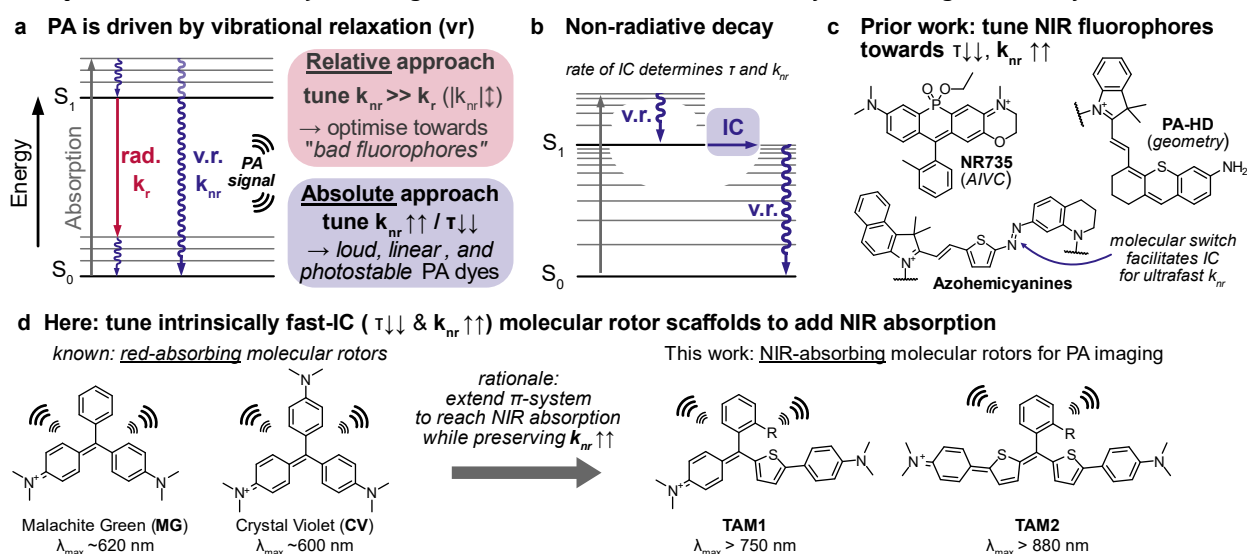 a PA is driven by vibrational relaxation (vr)
Energy
S1
S0
Absorption
rad.
kr
v.r.
knr
PA
signal
Relative approach
tune knr >> kr (|knr|↕)
→ optimise towards
"bad fluorophores"
Absolute approach
tune knr ↑↑ / τ↓↓
→ loud, linear, and
photostable PA dyes
b Non-radiative decay
rate of IC determines τ and knr
v.r.
IC
S1
v.r.
S0
c Prior work: tune NIR fluorophores
towards τ↓↓, knr ↑↑
O
O
P
N
N+
O
NR735
(AIVC)
N+
PA-HD
(geometry)
NH2
S
N+
S
N
N
N
Azohemicyanines
molecular switch
facilitates IC
for ultrafast knr
d Here: tune intrinsically fast-IC ( τ↓↓ & knr ↑↑) molecular rotor scaffolds to add NIR absorption
known: red-absorbing molecular rotors
N+
N
Malachite Green (MG)
λmax ~620 nm
N
N+
N
Crystal Violet (CV)
λmax ~600 nm
rationale:
extend π-system
to reach NIR absorption
while preserving knr ↑↑
This work: NIR-absorbing molecular rotors for PA imaging
R
S
N+
N
TAM1
λmax > 750 nm
R
S
S
N+
N
TAM2
λmax > 880 nm